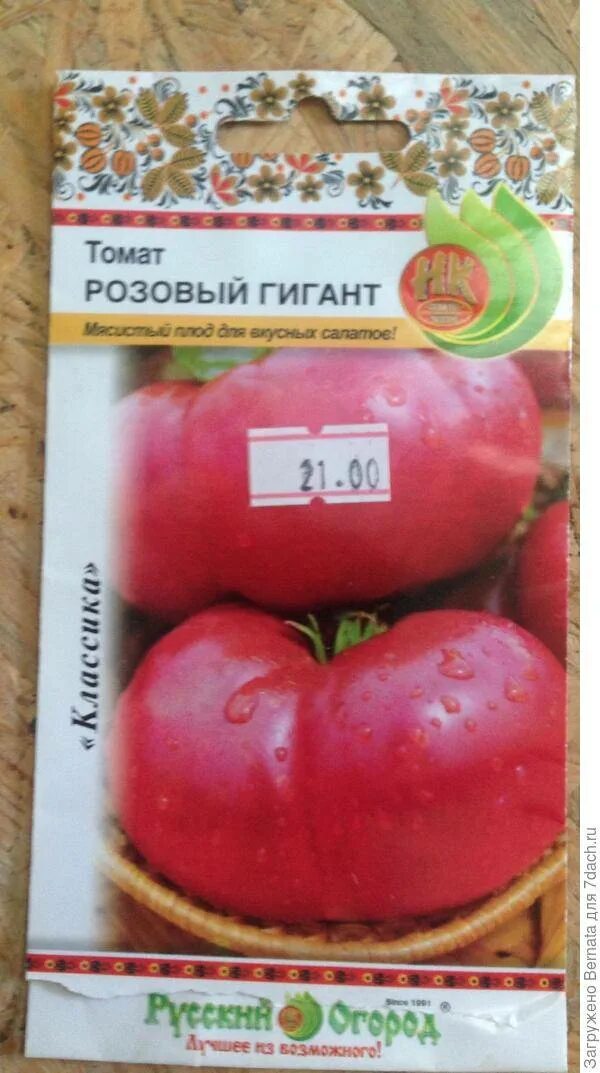 Томат
РОЗОВЫЙ ГИГАНТ
НК
Мясистый плод для вкусных салатов!
21.00
«Классика»
Русский Огород
Since 1991
®
Лучшее из возможного!
Загружено Bernata для 7dach.ru